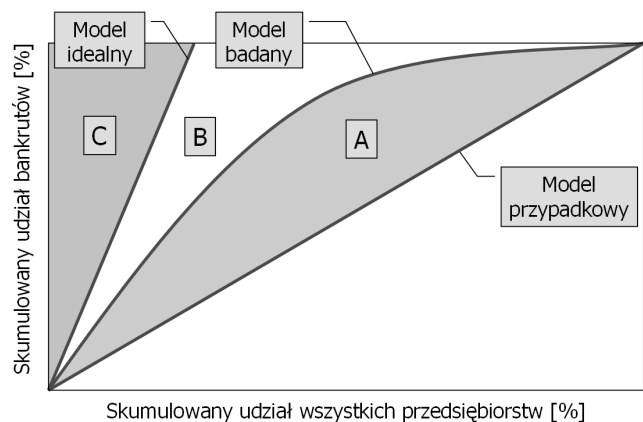 Model
idealny
Model
badany
C
B
A
Model
przypadkowy
Skumulowany udział bankrutów [%]
Skumulowany udział wszystkich przedsiębiorstw [%]